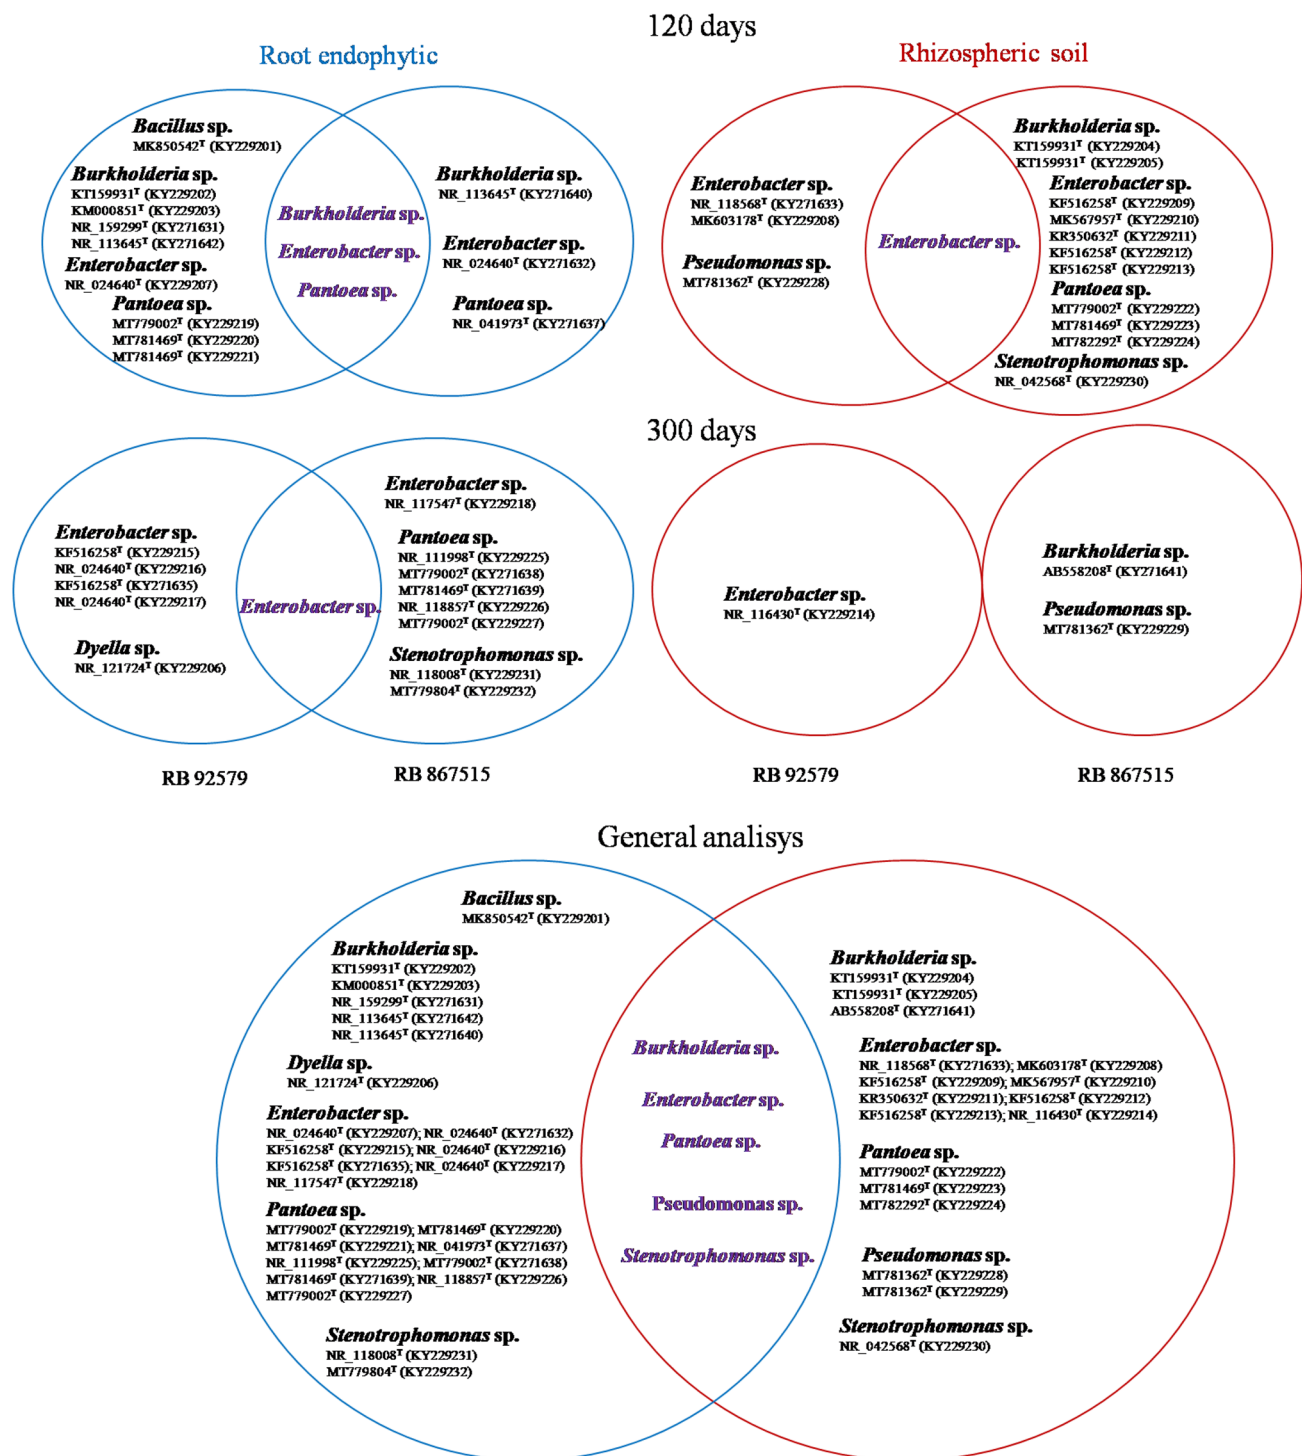 120 days
Root endophytic
Rhizospheric soil
Bacillus sp.
MK850542ᵀ (KY229201)
Burkholderia sp.
KT159931ᵀ (KY229202)
KM000851ᵀ (KY229203)
NR_159299ᵀ (KY271631)
NR_113645ᵀ (KY271642)
Enterobacter sp.
NR_024640ᵀ (KY229207)
Pantoea sp.
MT779002ᵀ (KY229219)
MT781469ᵀ (KY229220)
MT781469ᵀ (KY229221)
Burkholderia sp.
Enterobacter sp.
Pantoea sp.
Burkholderia sp.
NR_113645ᵀ (KY271640)
Enterobacter sp.
NR_024640ᵀ (KY271632)
Pantoea sp.
NR_041973ᵀ (KY271637)
Enterobacter sp.
NR_118568ᵀ (KY271633)
MK603178ᵀ (KY229208)
Pseudomonas sp.
MT781362ᵀ (KY229228)
Enterobacter sp.
Burkholderia sp.
KT159931ᵀ (KY229204)
KT159931ᵀ (KY229205)
Enterobacter sp.
KF516258ᵀ (KY229209)
MK567957ᵀ (KY229210)
KR350632ᵀ (KY229211)
KF516258ᵀ (KY229212)
KF516258ᵀ (KY229213)
Pantoea sp.
MT779002ᵀ (KY229222)
MT781469ᵀ (KY229223)
MT782292ᵀ (KY229224)
Stenotrophomonas sp.
NR_042568ᵀ (KY229230)
300 days
Enterobacter sp.
KF516258ᵀ (KY229215)
NR_024640ᵀ (KY229216)
KF516258ᵀ (KY271635)
NR_024640ᵀ (KY229217)
Dyella sp.
NR_121724ᵀ (KY229206)
Enterobacter sp.
Enterobacter sp.
NR_117547ᵀ (KY229218)
Pantoea sp.
NR_111998ᵀ (KY229225)
MT779002ᵀ (KY271638)
MT781469ᵀ (KY271639)
NR_118857ᵀ (KY229226)
MT779002ᵀ (KY229227)
Stenotrophomonas sp.
NR_118008ᵀ (KY229231)
MT779804ᵀ (KY229232)
Enterobacter sp.
NR_116430ᵀ (KY229214)
Burkholderia sp.
AB558208ᵀ (KY271641)
Pseudomonas sp.
MT781362ᵀ (KY229229)
RB 92579
RB 867515
RB 92579
RB 867515
General analisys
Bacillus sp.
MK850542ᵀ (KY229201)
Burkholderia sp.
KT159931ᵀ (KY229202)
KM000851ᵀ (KY229203)
NR_159299ᵀ (KY271631)
NR_113645ᵀ (KY271642)
NR_113645ᵀ (KY271640)
Dyella sp.
NR_121724ᵀ (KY229206)
Enterobacter sp.
NR_024640ᵀ (KY229207); NR_024640ᵀ (KY271632)
KF516258ᵀ (KY229215); NR_024640ᵀ (KY229216)
KF516258ᵀ (KY271635); NR_024640ᵀ (KY229217)
NR_117547ᵀ (KY229218)
Pantoea sp.
MT779002ᵀ (KY229219); MT781469ᵀ (KY229220)
MT781469ᵀ (KY229221); NR_041973ᵀ (KY271637)
NR_111998ᵀ (KY229225); MT779002ᵀ (KY271638)
MT781469ᵀ (KY271639); NR_118857ᵀ (KY229226)
MT779002ᵀ (KY229227)
Stenotrophomonas sp.
NR_118008ᵀ (KY229231)
MT779804ᵀ (KY229232)
Burkholderia sp.
Enterobacter sp.
Pantoea sp.
Pseudomonas sp.
Stenotrophomonas sp.
Burkholderia sp.
KT159931ᵀ (KY229204)
KT159931ᵀ (KY229205)
AB558208ᵀ (KY271641)
Enterobacter sp.
NR_118568ᵀ (KY271633); MK603178ᵀ (KY229208)
KF516258ᵀ (KY229209); MK567957ᵀ (KY229210)
KR350632ᵀ (KY229211); KF516258ᵀ (KY229212)
KF516258ᵀ (KY229213); NR_116430ᵀ (KY229214)
Pantoea sp.
MT779002ᵀ (KY229222)
MT781469ᵀ (KY229223)
MT782292ᵀ (KY229224)
Pseudomonas sp.
MT781362ᵀ (KY229228)
MT781362ᵀ (KY229229)
Stenotrophomonas sp.
NR_042568ᵀ (KY229230)